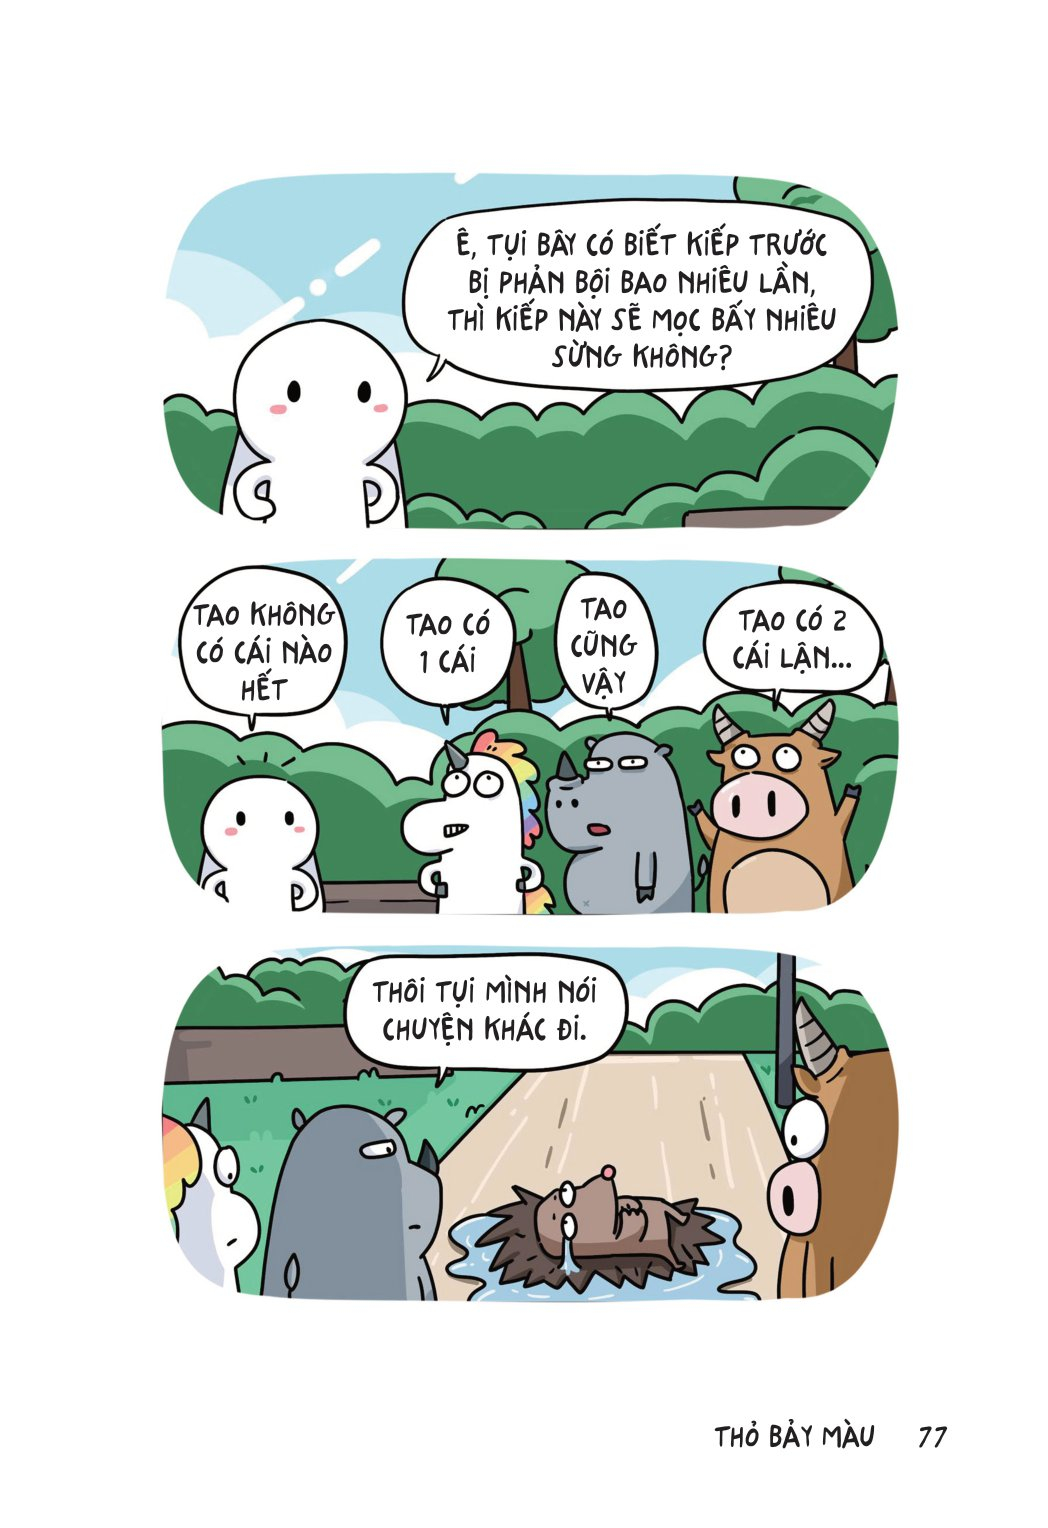 Ê, TỤI BÂY CÓ BIẾT KIẾP TRƯỚC
BỊ PHẢN BỘI BAO NHIÊU LẦN,
THÌ KIẾP NÀY SẼ MỌC BẤY NHIÊU
SỪNG KHÔNG?
TAO KHÔNG
CÓ CÁI NÀO
HẾT
TAO CÓ
1 CÁI
TAO
CŨNG
VẬY
TAO CÓ 2
CÁI LẬN...
THÔI TỤI MÌNH NÓI
CHUYỆN KHÁC ĐI.
THỎ BẢY MÀU 77